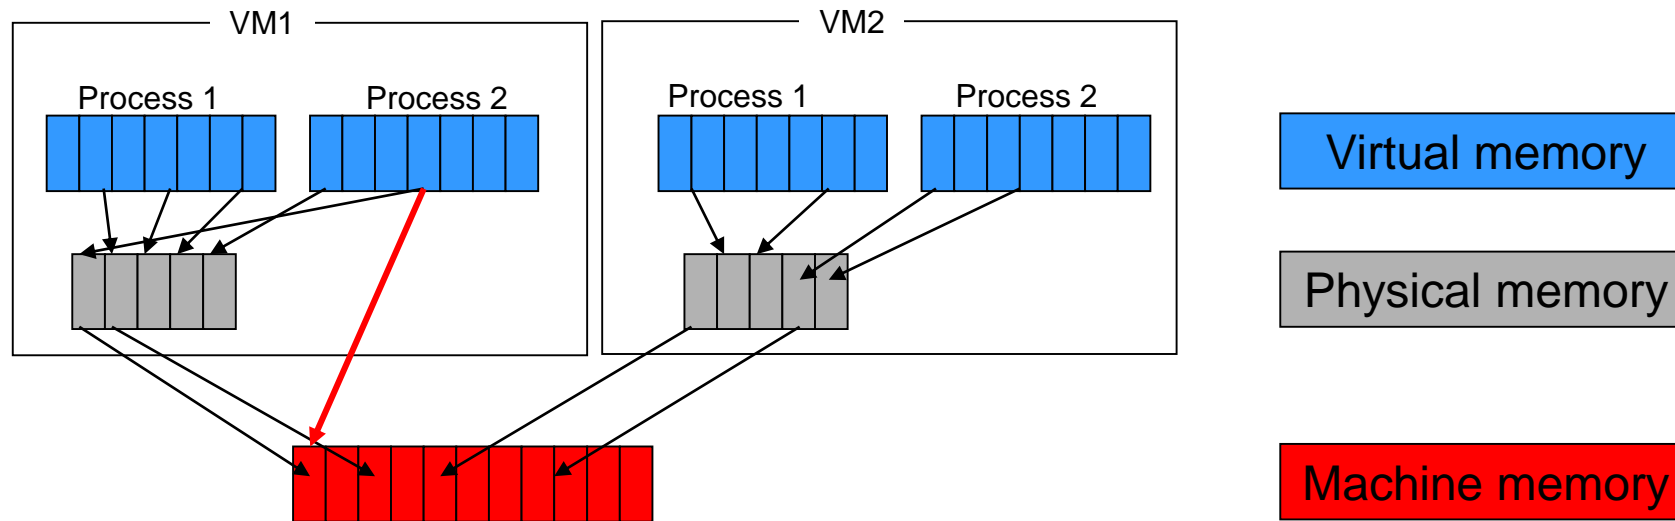 VM1
VM2
Process 1
Process 2
Process 1
Process 2
Virtual memory
Physical memory
Machine memory